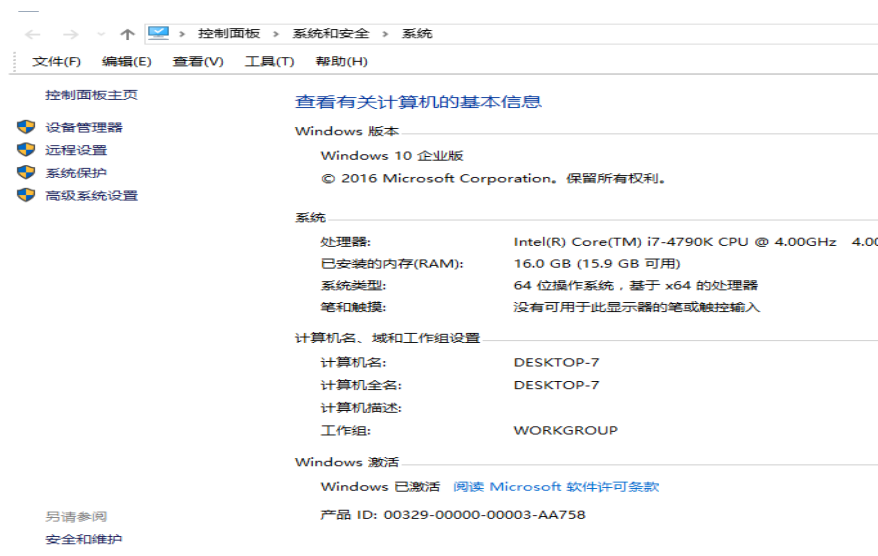 控制面板 › 系统和安全 › 系统
文件(F) 编辑(E) 查看(V) 工具(T) 帮助(H)
控制面板主页
设备管理器
远程设置
系统保护
高级系统设置
查看有关计算机的基本信息
Windows 版本
Windows 10 企业版
© 2016 Microsoft Corporation。保留所有权利。
系统
处理器: Intel(R) Core(TM) i7-4790K CPU @ 4.00GHz 4.00
已安装的内存(RAM): 16.0 GB (15.9 GB 可用)
系统类型: 64 位操作系统，基于 x64 的处理器
笔和触摸: 没有可用于此显示器的笔或触控输入
计算机名、域和工作组设置
计算机名: DESKTOP-7
计算机全名: DESKTOP-7
计算机描述:
工作组: WORKGROUP
Windows 激活
Windows 已激活 阅读 Microsoft 软件许可条款
产品 ID: 00329-00000-00003-AA758
另请参阅
安全和维护